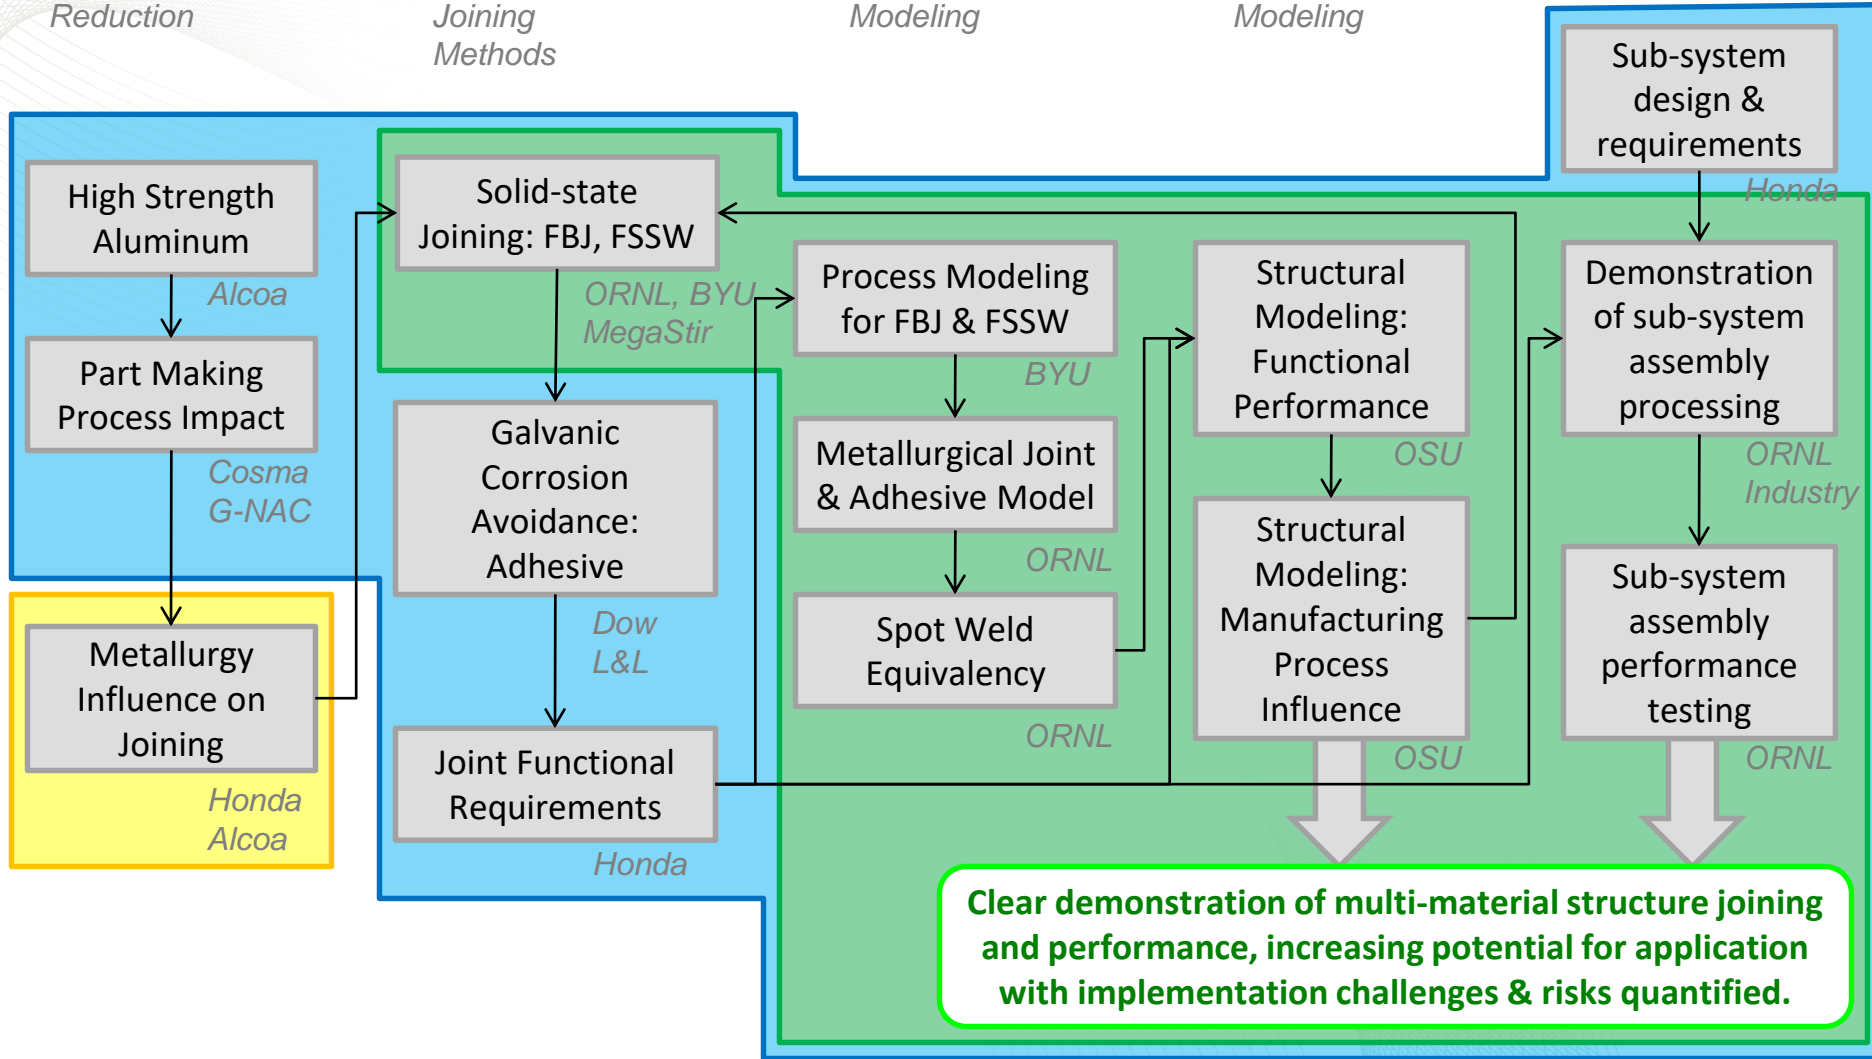 Reduction
Joining
Methods
Modeling
Modeling
High Strength
Aluminum
Alcoa
Part Making
Process Impact
Cosma
G-NAC
Metallurgy
Influence on
Joining
Honda
Alcoa
Solid-state
Joining: FBJ, FSSW
ORNL, BYU
MegaStir
Galvanic
Corrosion
Avoidance:
Adhesive
Dow
L&L
Joint Functional
Requirements
Honda
Process Modeling
for FBJ & FSSW
BYU
Metallurgical Joint
& Adhesive Model
ORNL
Spot Weld
Equivalency
ORNL
Structural
Modeling:
Functional
Performance
OSU
Structural
Modeling:
Manufacturing
Process
Influence
OSU
Sub-system
design &
requirements
Honda
Demonstration
of sub-system
assembly
processing
ORNL
Industry
Sub-system
assembly
performance
testing
ORNL
Clear demonstration of multi-material structure joining
and performance, increasing potential for application
with implementation challenges & risks quantified.